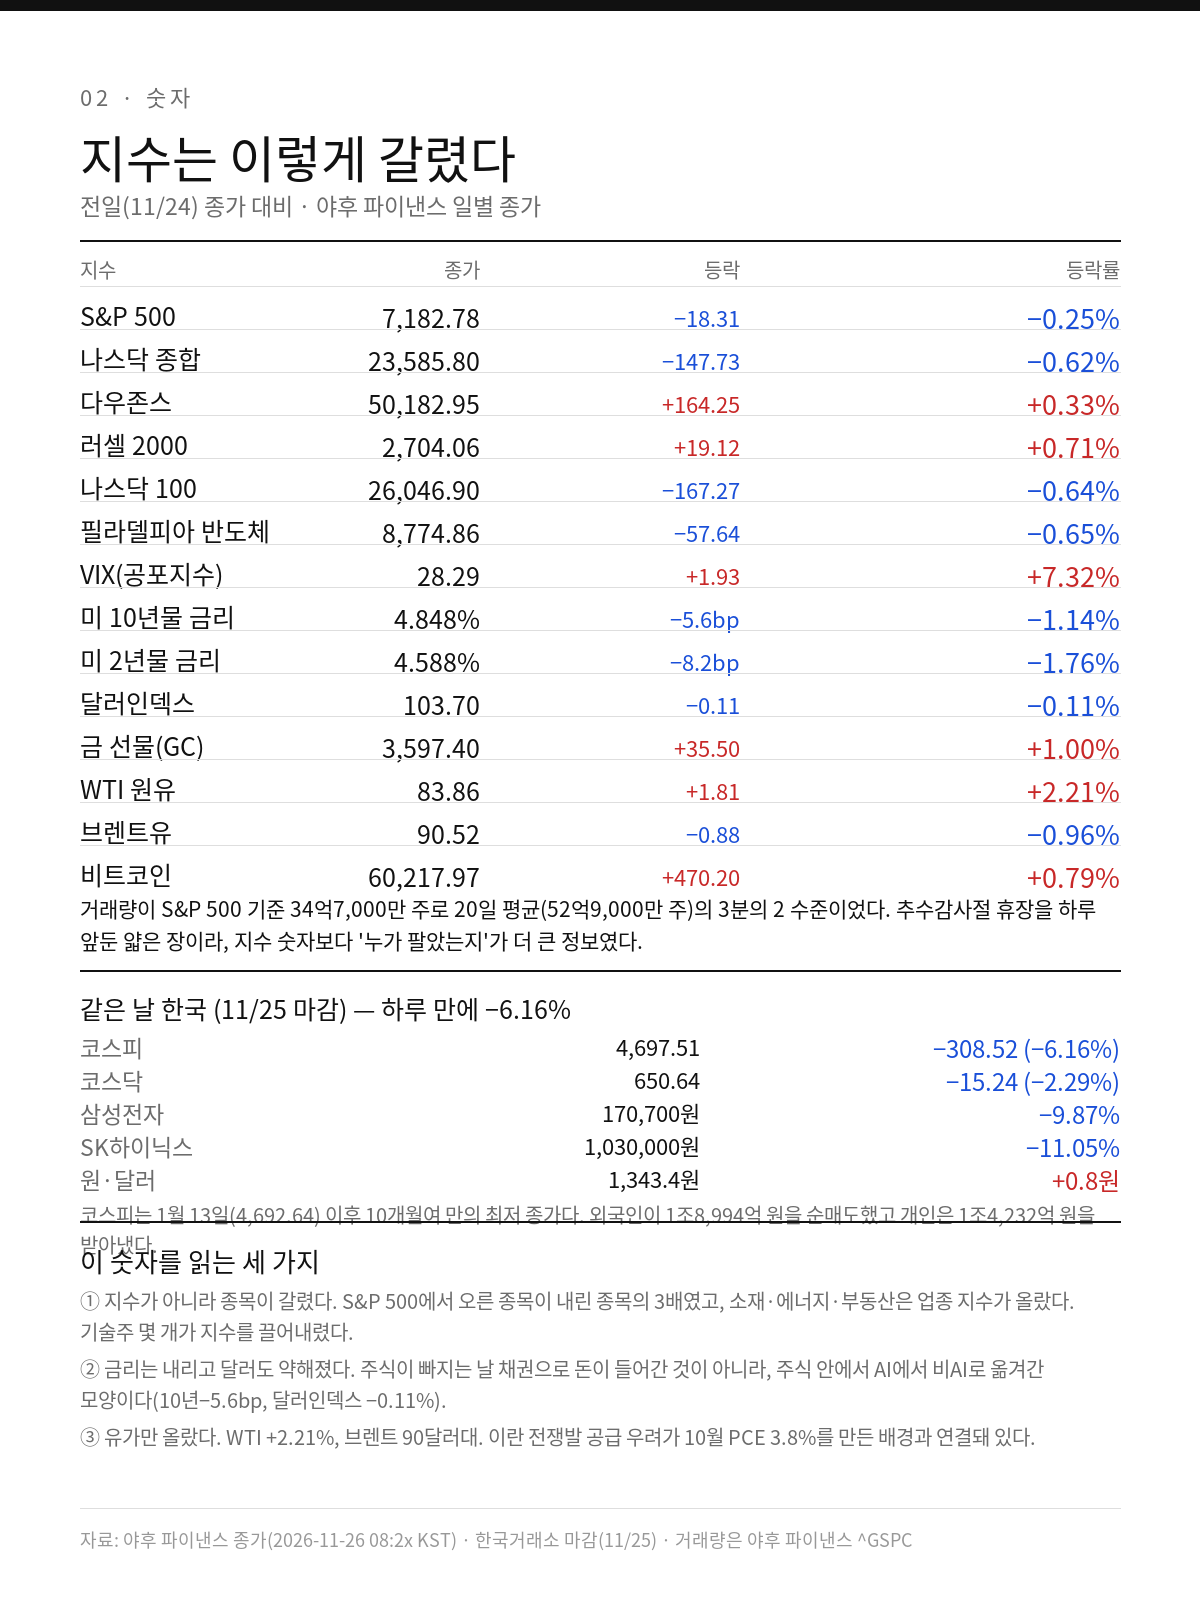 02 · 숫자
지수는 이렇게 갈렸다
전일(11/24) 종가 대비 · 야후 파이낸스 일별 종가
지수 종가 등락 등락률
S&P 500 7,182.78 −18.31 −0.25%
나스닥 종합 23,585.80 −147.73 −0.62%
다우존스 50,182.95 +164.25 +0.33%
러셀 2000 2,704.06 +19.12 +0.71%
나스닥 100 26,046.90 −167.27 −0.64%
필라델피아 반도체 8,774.86 −57.64 −0.65%
VIX(공포지수) 28.29 +1.93 +7.32%
미 10년물 금리 4.848% −5.6bp −1.14%
미 2년물 금리 4.588% −8.2bp −1.76%
달러인덱스 103.70 −0.11 −0.11%
금 선물(GC) 3,597.40 +35.50 +1.00%
WTI 원유 83.86 +1.81 +2.21%
브렌트유 90.52 −0.88 −0.96%
비트코인 60,217.97 +470.20 +0.79%
거래량이 S&P 500 기준 34억7,000만 주로 20일 평균(52억9,000만 주)의 3분의 2 수준이었다. 추수감사절 휴장을 하루
앞둔 얇은 장이라, 지수 숫자보다 '누가 팔았는지'가 더 큰 정보였다.
같은 날 한국 (11/25 마감) — 하루 만에 −6.16%
코스피 4,697.51 −308.52 (−6.16%)
코스닥 650.64 −15.24 (−2.29%)
삼성전자 170,700원 −9.87%
SK하이닉스 1,030,000원 −11.05%
원·달러 1,343.4원 +0.8원
코스피는 1월 13일(4,692.64) 이후 10개월여 만의 최저 종가다. 외국인이 1조8,994억 원을 순매도했고 개인은 1조4,232억 원을
받아냈다.
이 숫자를 읽는 세 가지
① 지수가 아니라 종목이 갈렸다. S&P 500에서 오른 종목이 내린 종목의 3배였고, 소재·에너지·부동산은 업종 지수가 올랐다.
기술주 몇 개가 지수를 끌어내렸다.
② 금리는 내리고 달러도 약해졌다. 주식이 빠지는 날 채권으로 돈이 들어간 것이 아니라, 주식 안에서 AI에서 비AI로 옮겨간
모양이다(10년−5.6bp, 달러인덱스 −0.11%).
③ 유가만 올랐다. WTI +2.21%, 브렌트 90달러대. 이란 전쟁발 공급 우려가 10월 PCE 3.8%를 만든 배경과 연결돼 있다.
자료: 야후 파이낸스 종가(2026-11-26 08:2x KST) · 한국거래소 마감(11/25) · 거래량은 야후 파이낸스 ^GSPC